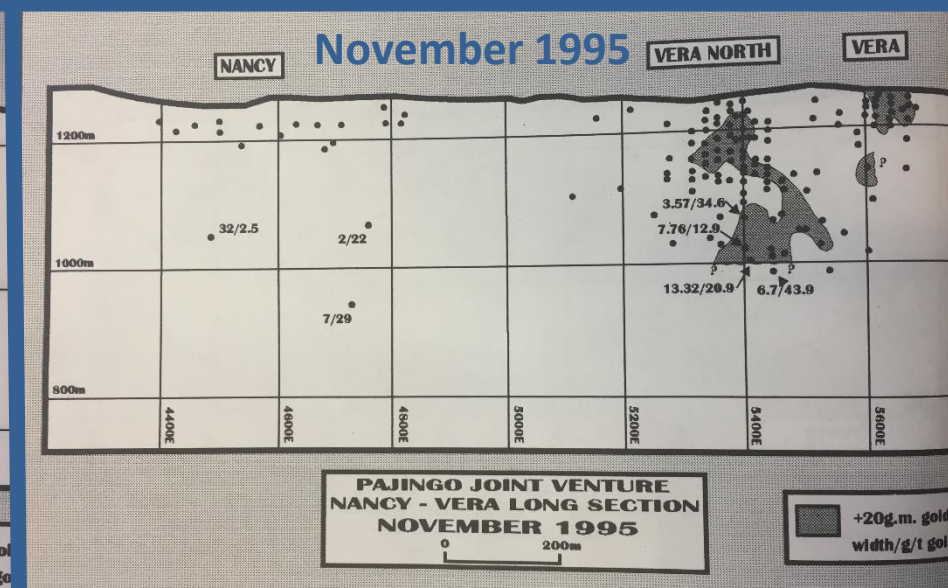 November 1995
NANCY
VERA NORTH
VERA
1200m
1000m
800m
32/2.5
2/22
7/29
3.57/34.6
7.76/12.9
13.32/20.9
6.7/43.9
?
?
?
4400E
4600E
4800E
5000E
5200E
5400E
5600E
PAJINGO JOINT VENTURE
NANCY - VERA LONG SECTION
NOVEMBER 1995
0
200m
+20g.m. gold
width/g/t gol